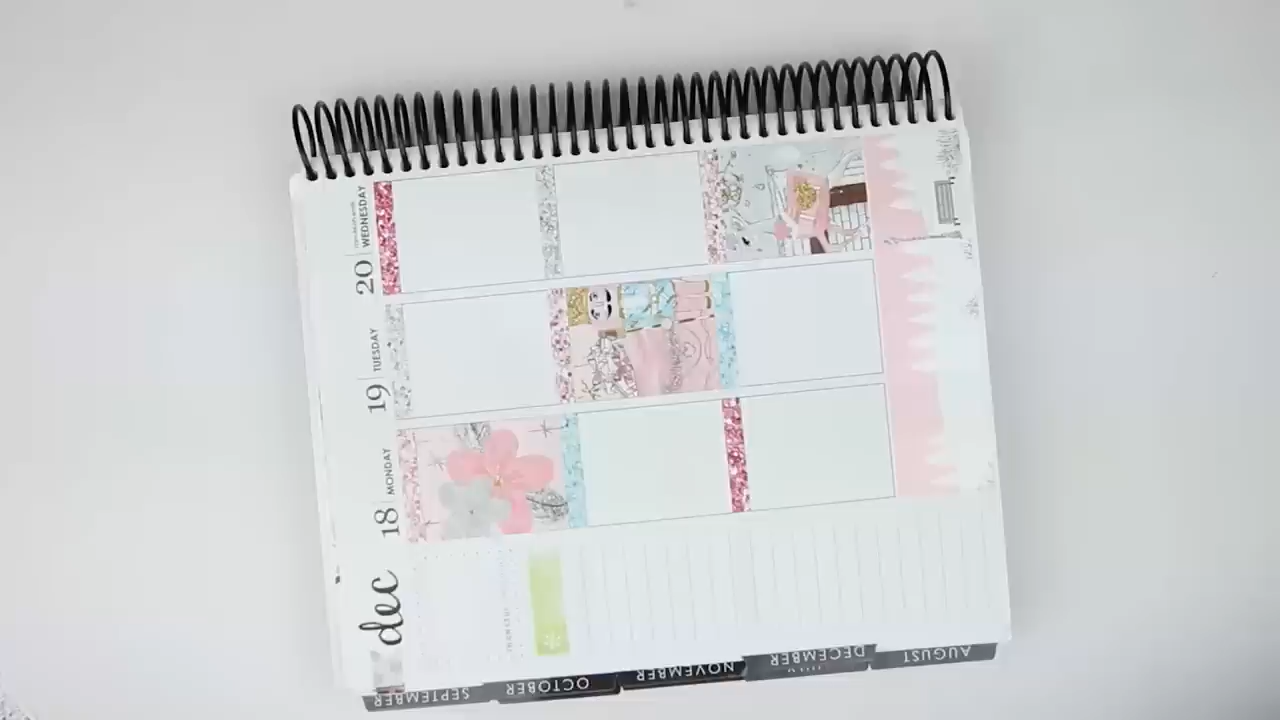 dec
18 MONDAY
19 TUESDAY
20 WEDNESDAY
SEPTEMBER
OCTOBER
NOVEMBER
DECEMBER
AUGUST